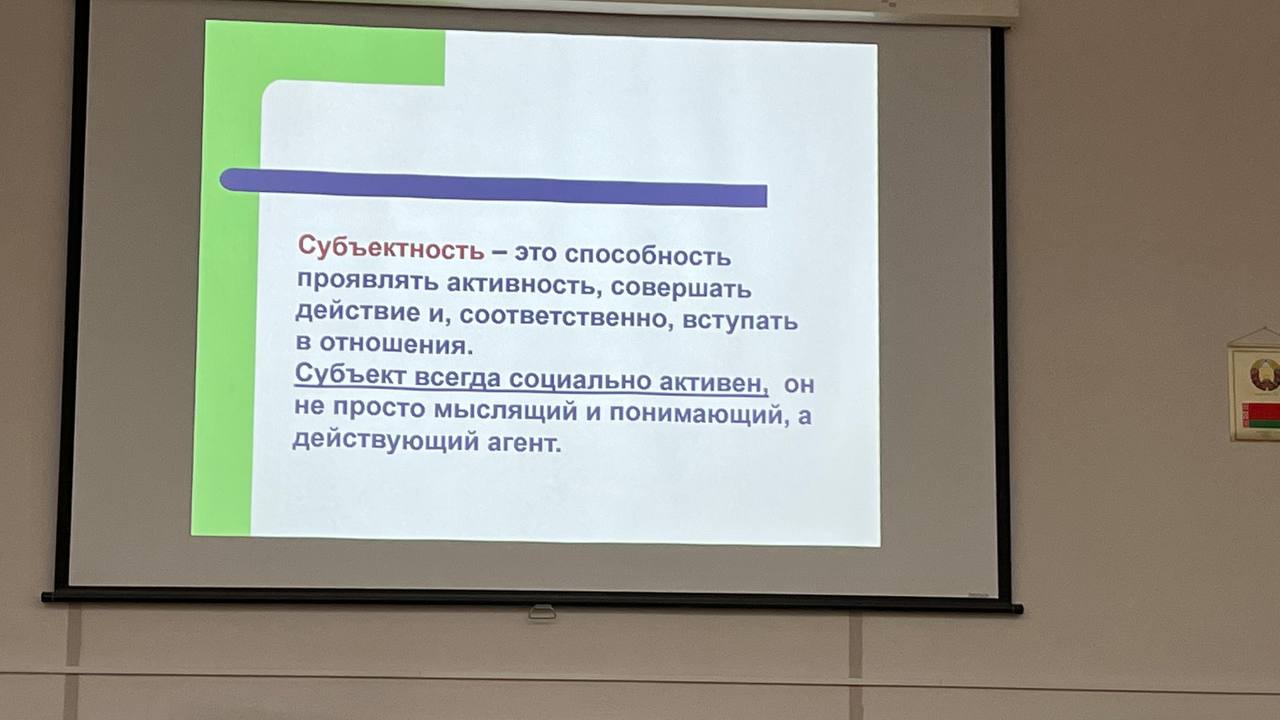 Субъектность – это способность
проявлять активность, совершать
действие и, соответственно, вступать
в отношения.
Субъект всегда социально активен,  он
не просто мыслящий и понимающий, а
действующий агент.